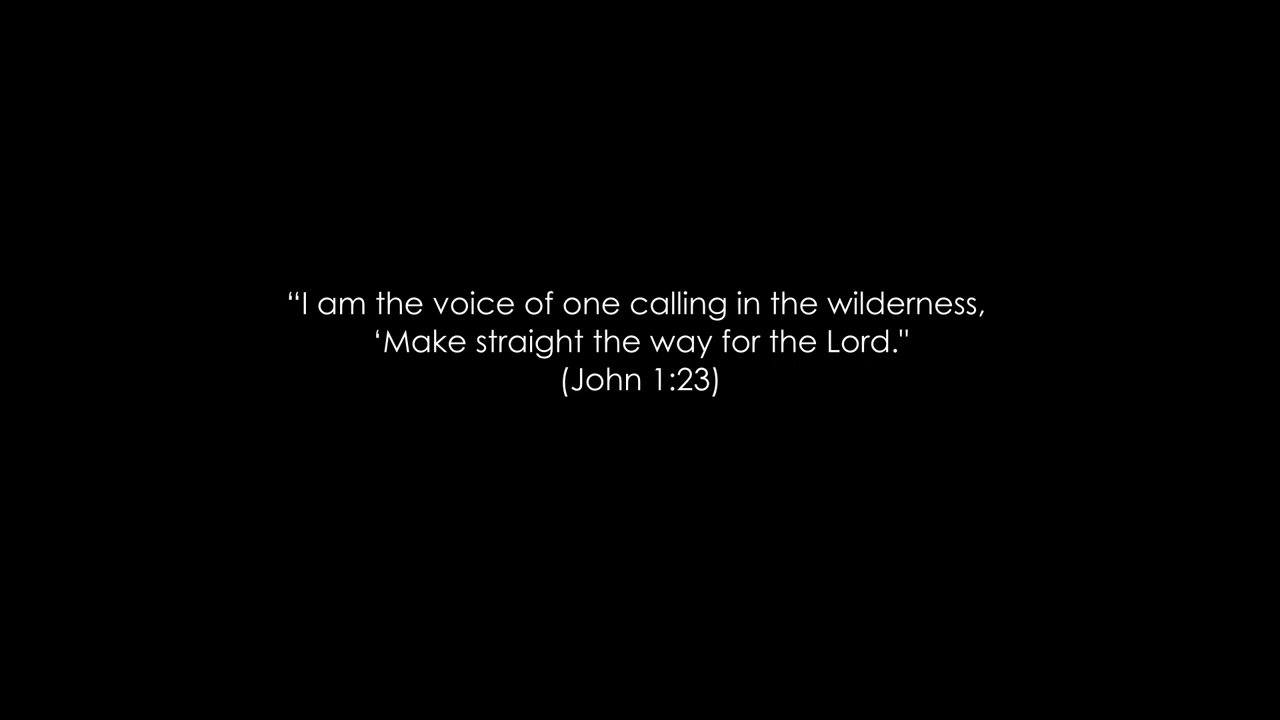 “I am the voice of one calling in the wilderness,
‘Make straight the way for the Lord."
(John 1:23)